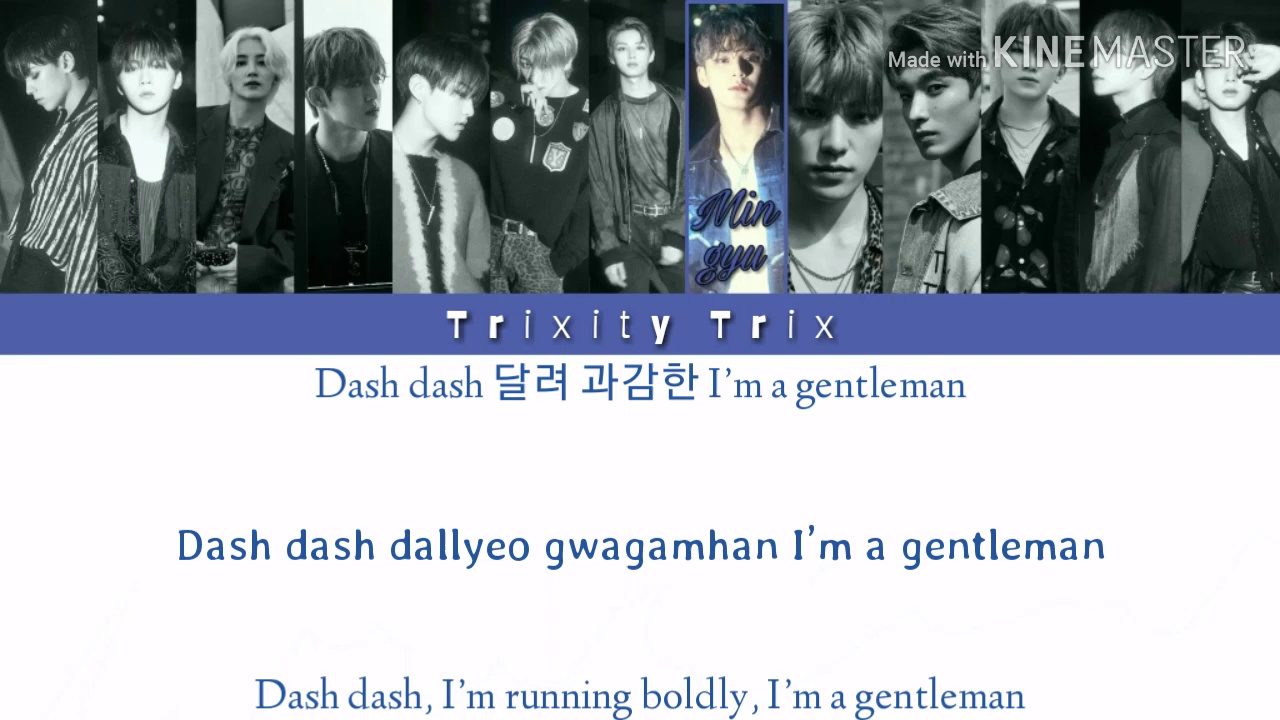 Made with KINEMASTER
Min
gyu
Trixity Trix
Dash dash 달려 과감한 I’m a gentleman
Dash dash dallyeo gwagamhan I’m a gentleman
Dash dash, I’m running boldly, I’m a gentleman